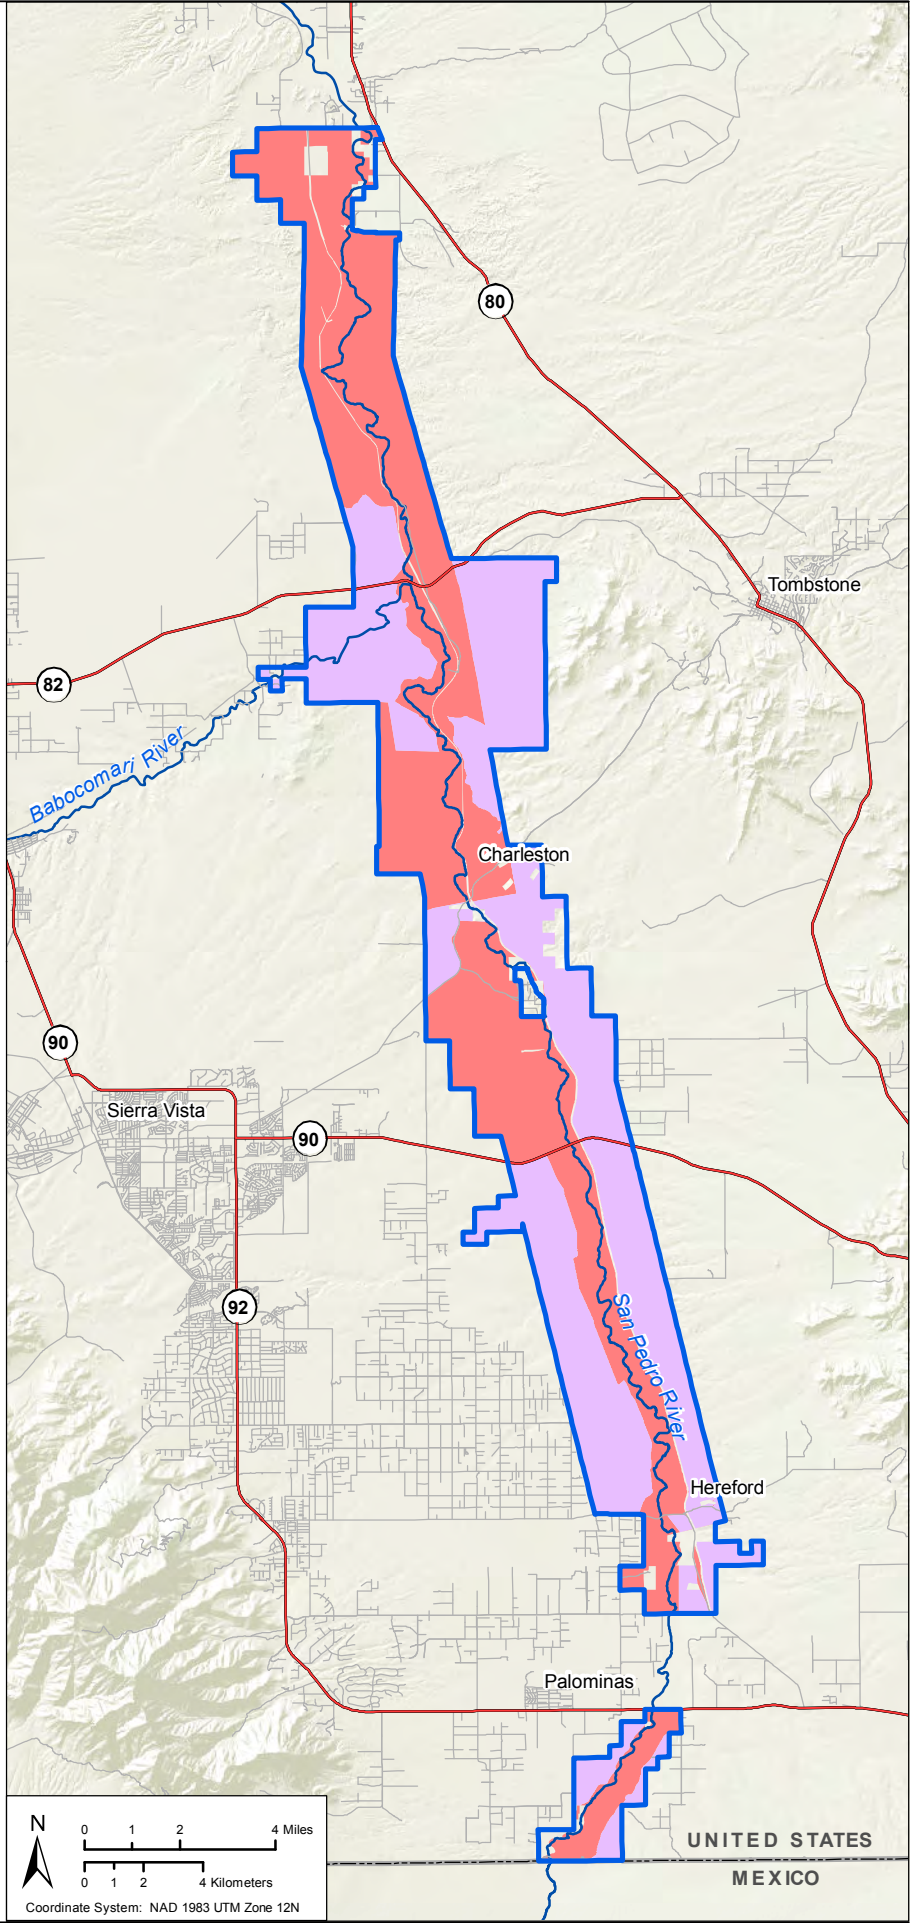 80
Tombstone
82
Babocomari River
Charleston
90
Sierra Vista
90
92
San Pedro River
Hereford
Palominas
N
0 1 2 4 Miles
0 1 2 4 Kilometers
Coordinate System: NAD 1983 UTM Zone 12N
UNITED STATES
MEXICO